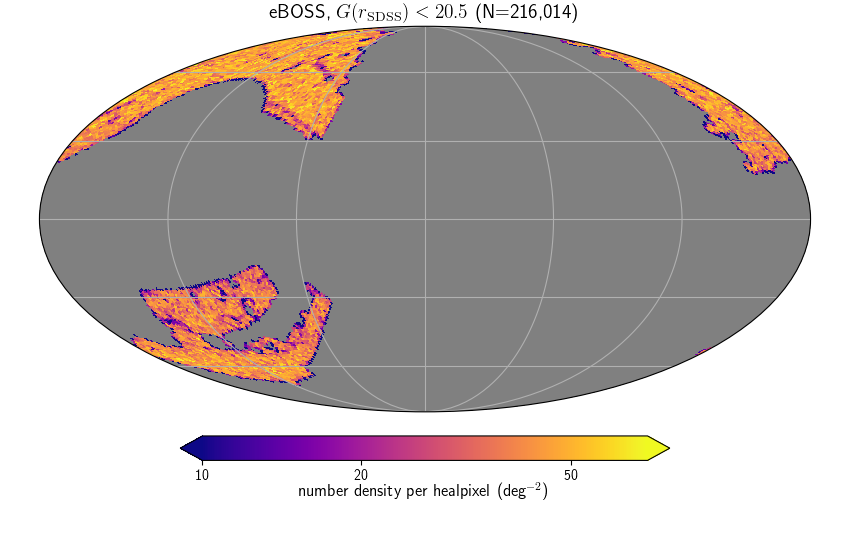 eBOSS, G(r_SDSS) < 20.5 (N=216,014)
10 20 50
number density per healpixel (deg⁻²)